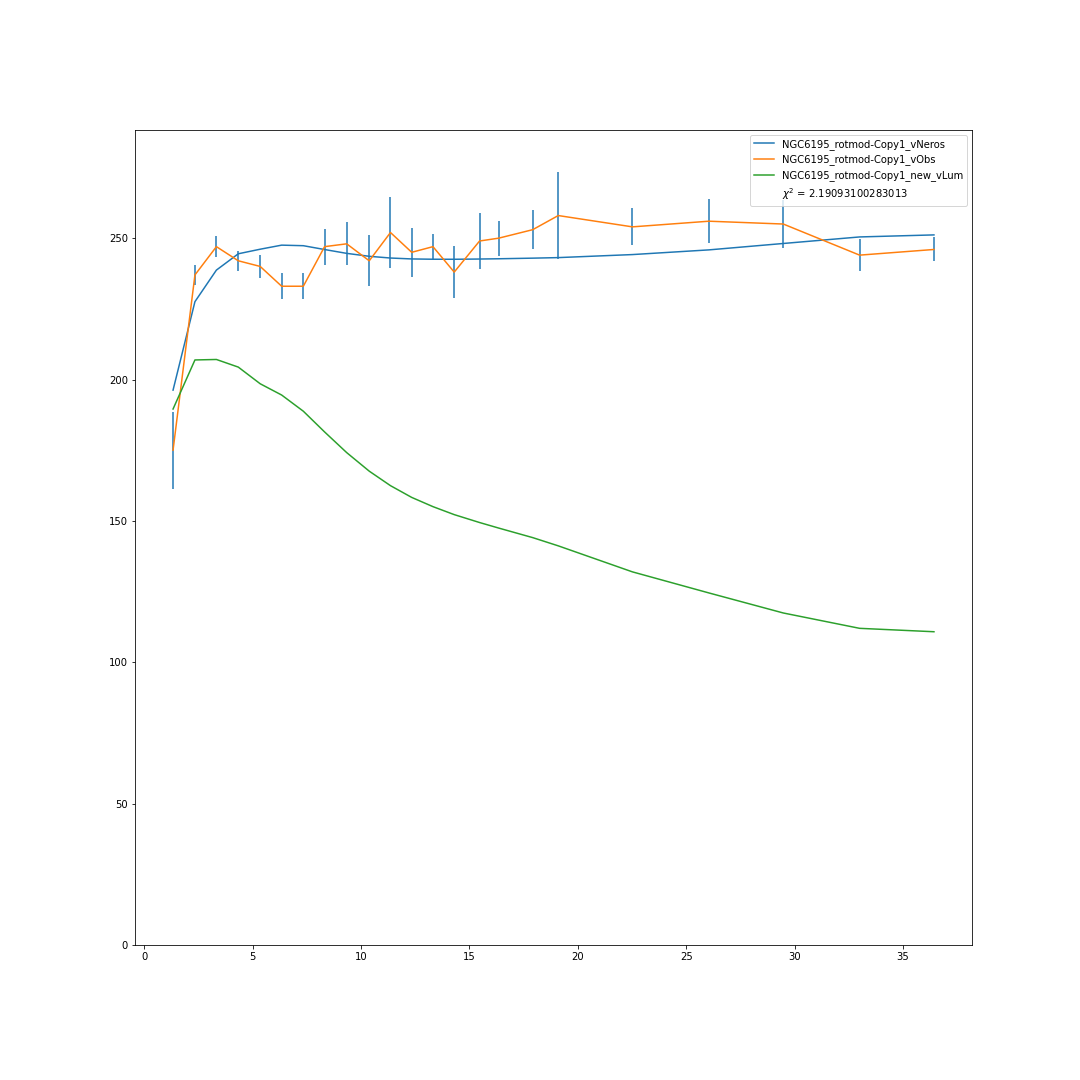 NGC6195_rotmod-Copy1_vNeros
NGC6195_rotmod-Copy1_vObs
NGC6195_rotmod-Copy1_new_vLum
χ² = 2.19093100283013
250
200
150
100
50
0
0 5 10 15 20 25 30 35